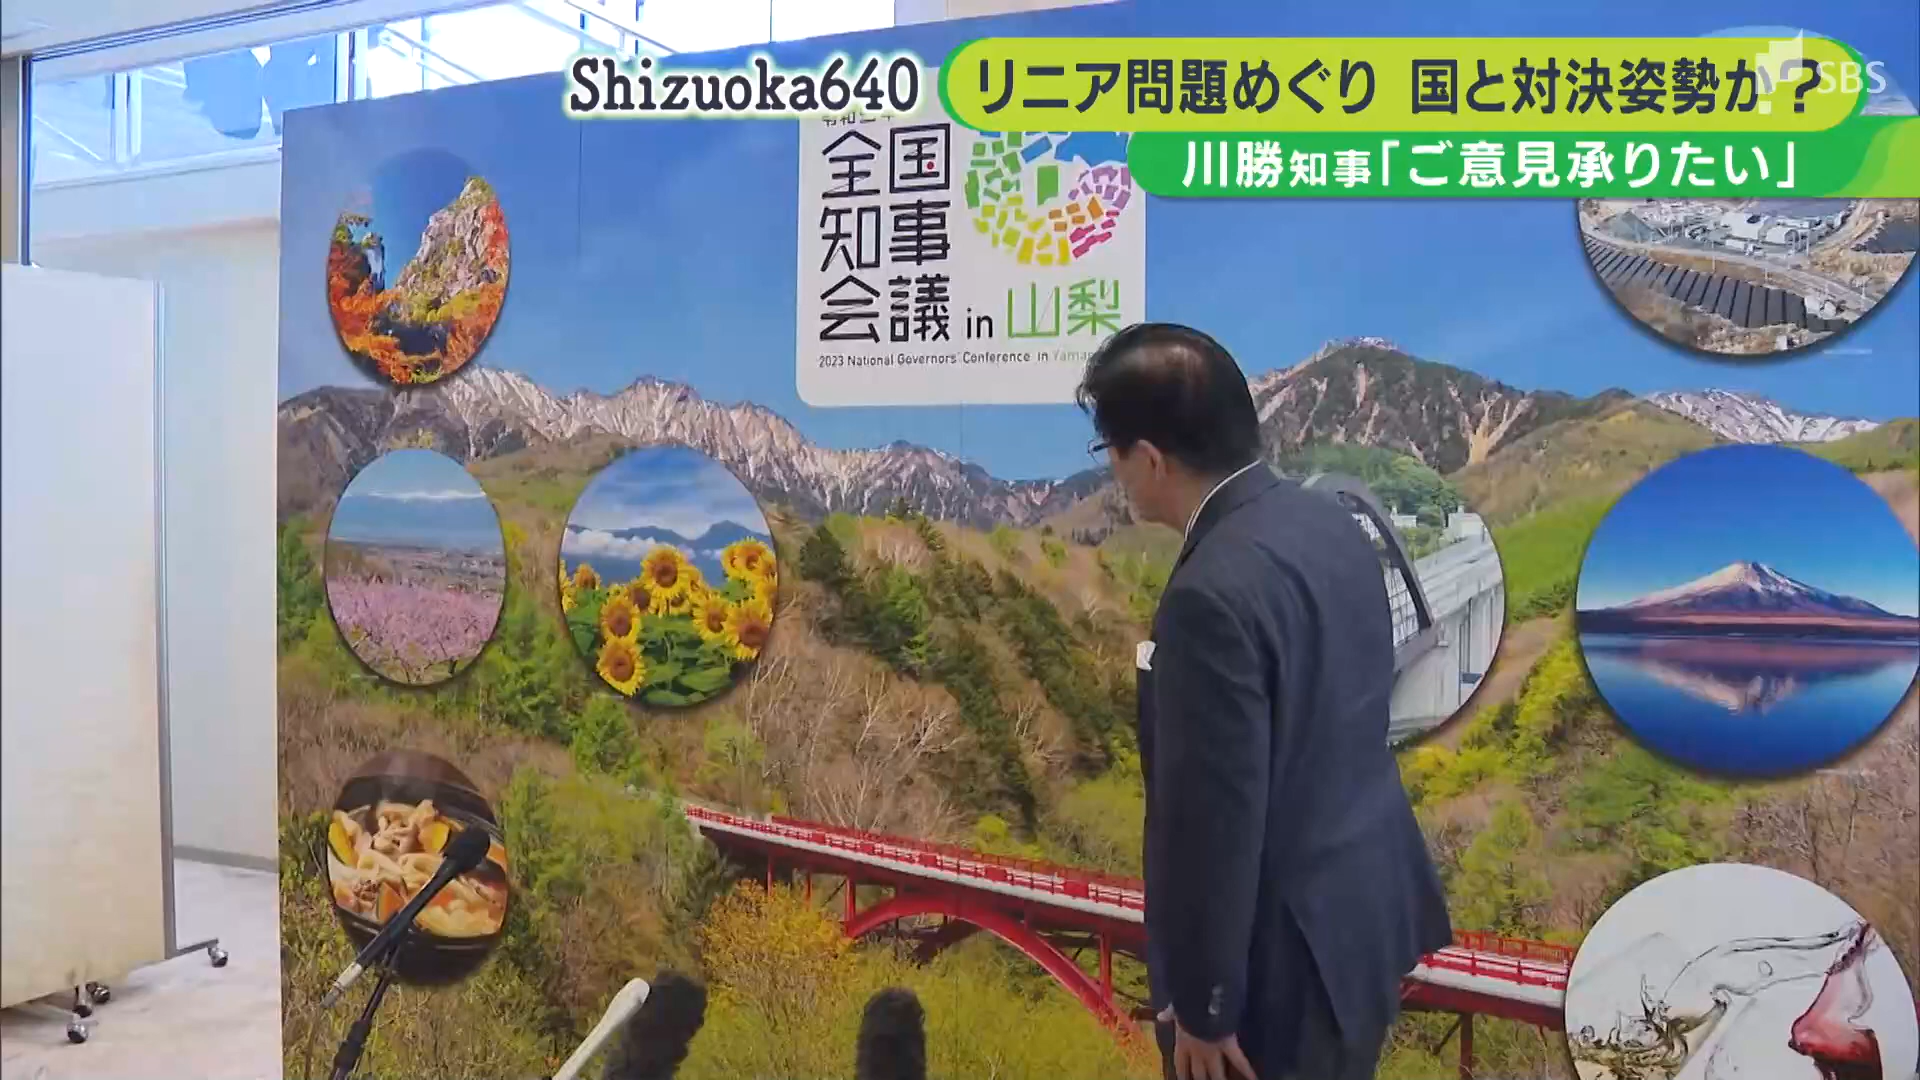 Shizuoka640
リニア問題めぐり 国と対決姿勢か？
SBS
川勝知事「ご意見承りたい」
全国
知事
会議 in 山梨
2023 National Governors' Conference in